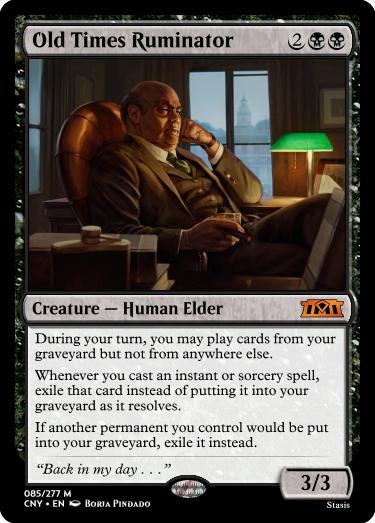 Old Times Ruminator 2
Creature — Human Elder
During your turn, you may play cards from your
graveyard but not from anywhere else.
Whenever you cast an instant or sorcery spell,
exile that card instead of putting it into your
graveyard as it resolves.
If another permanent you control would be put
into your graveyard, exile it instead.
“Back in my day . . .”
3/3
085/277 M
CNY • EN Borja Pindado
Stasis